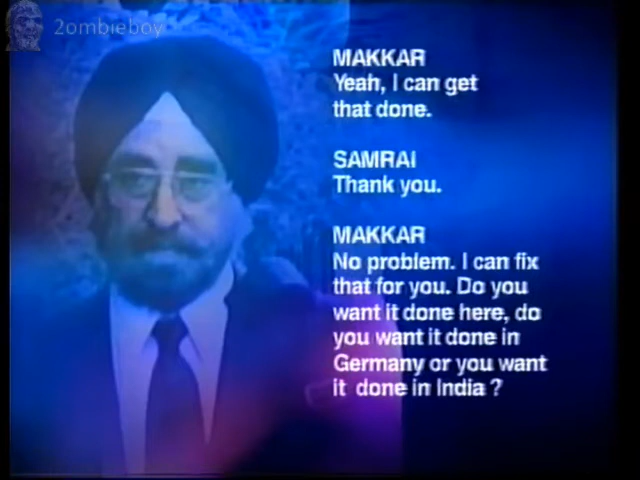 2ombieboy
MAKKAR
Yeah, I can get
that done.
SAMRAI
Thank you.
MAKKAR
No problem. I can fix
that for you. Do you
want it done here, do
you want it done in
Germany or you want
it done in India ?